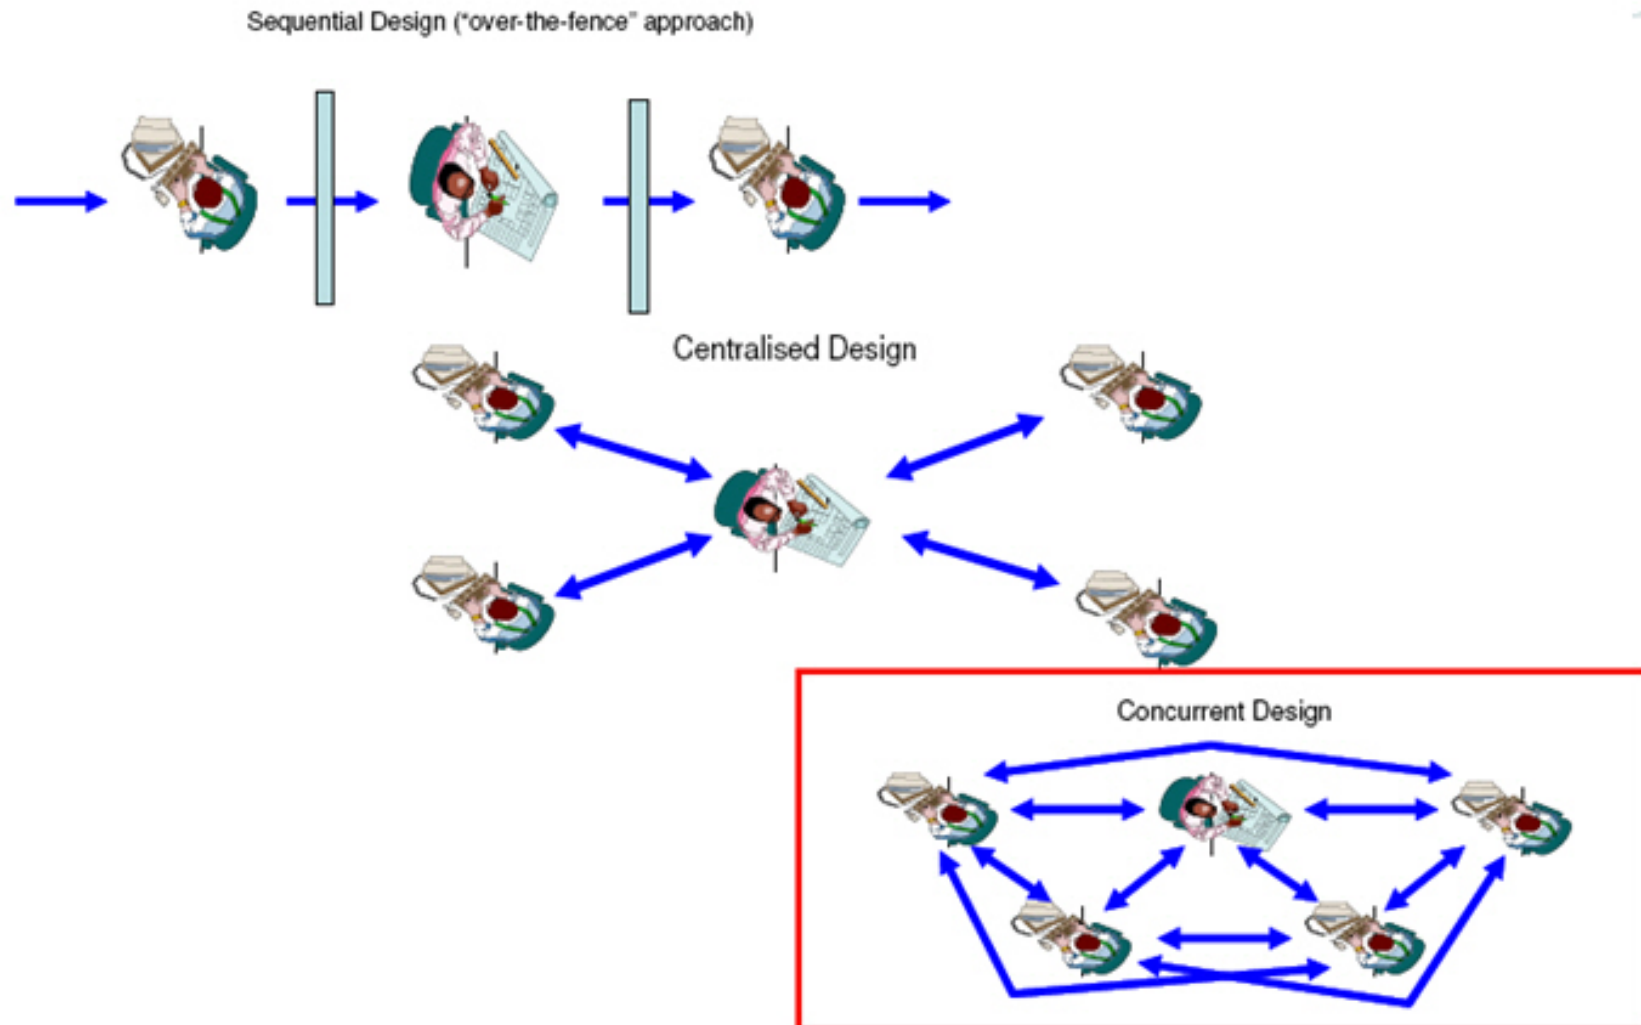 Sequential Design ("over-the-fence" approach)
Centralised Design
Concurrent Design